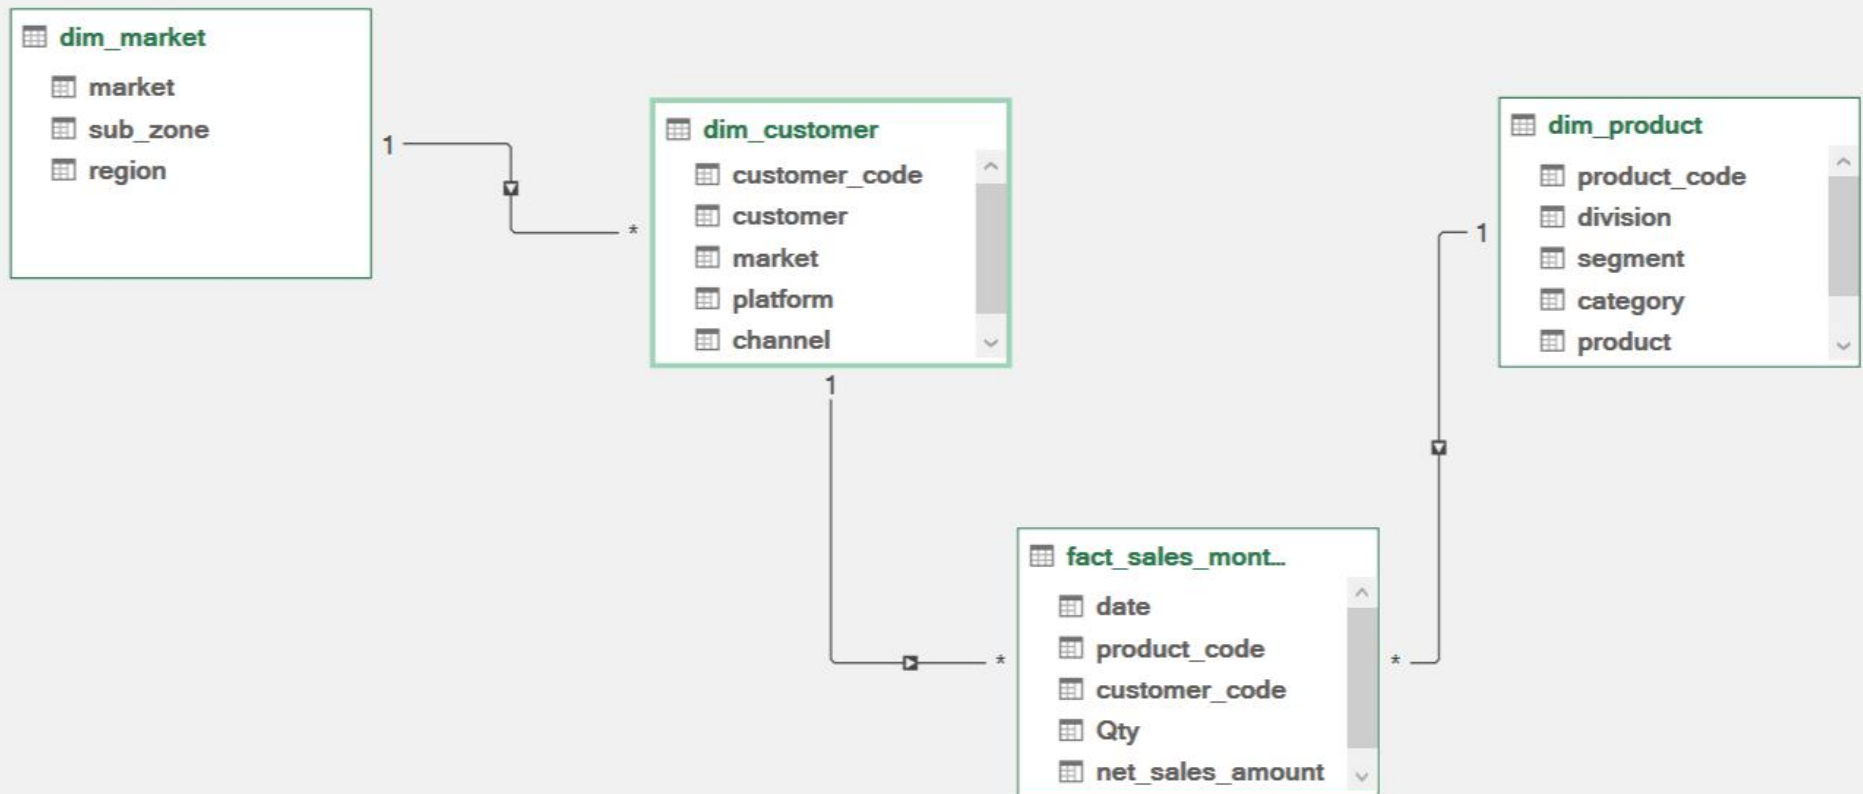 dim_market
market
sub_zone
region
1
*
dim_customer
customer_code
customer
market
platform
channel
1
dim_product
product_code
division
segment
category
product
1
fact_sales_mont...
date
product_code
customer_code
Qty
net_sales_amount
*
*